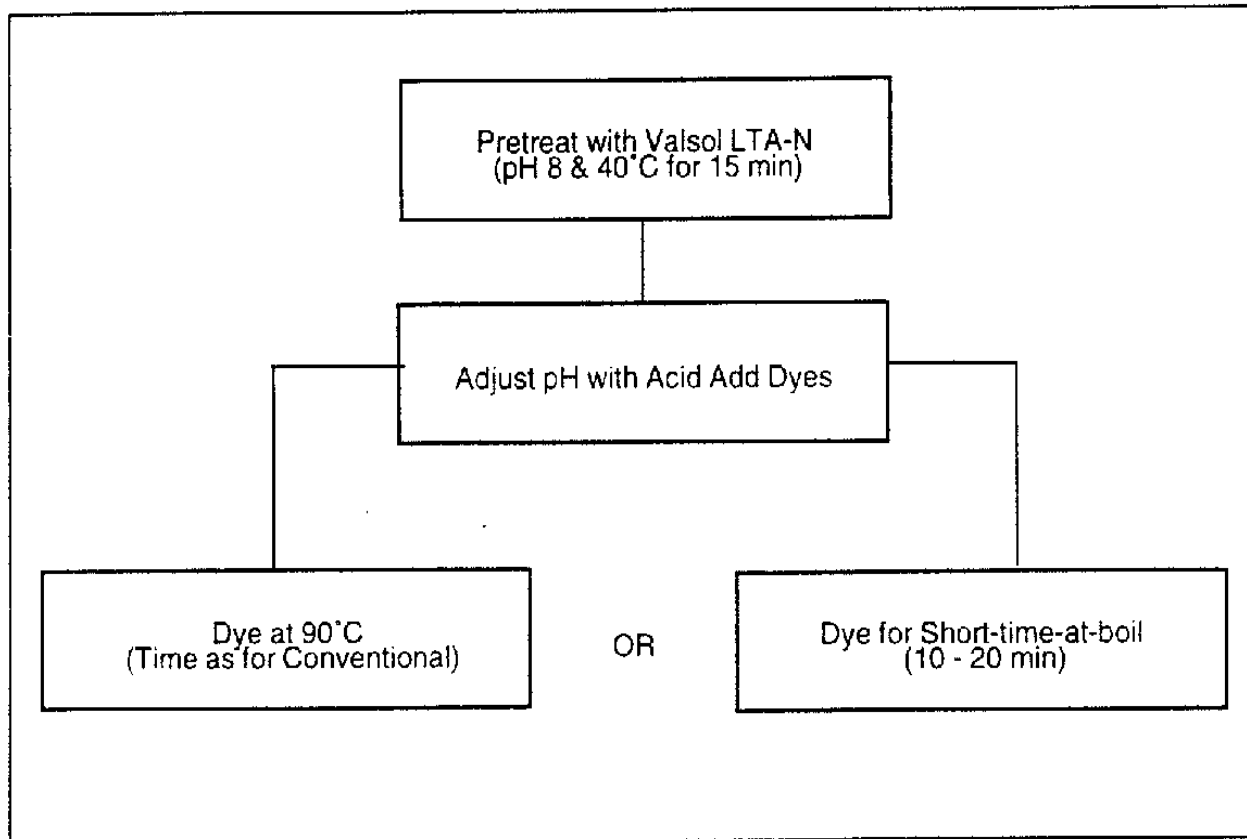 Pretreat with Valsol LTA-N
(pH 8 & 40°C for 15 min)
Adjust pH with Acid Add Dyes
Dye at 90°C
(Time as for Conventional)
OR
Dye for Short-time-at-boil
(10 - 20 min)